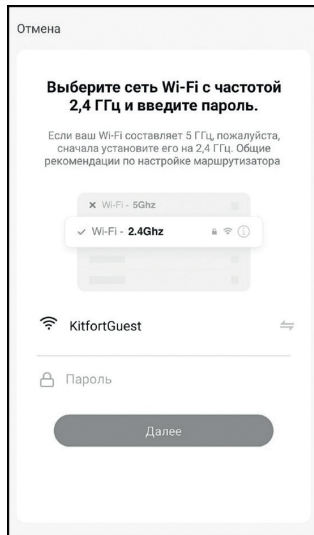 Отмена
Выберите сеть Wi-Fi с частотой
2,4 ГГц и введите пароль.
Если ваш Wi-Fi составляет 5 ГГц, пожалуйста,
сначала установите его на 2,4 ГГц. Общие
рекомендации по настройке маршрутизатора
Wi-Fi - 5Ghz
Wi-Fi - 2.4Ghz
KitfortGuest
Пароль
Далее